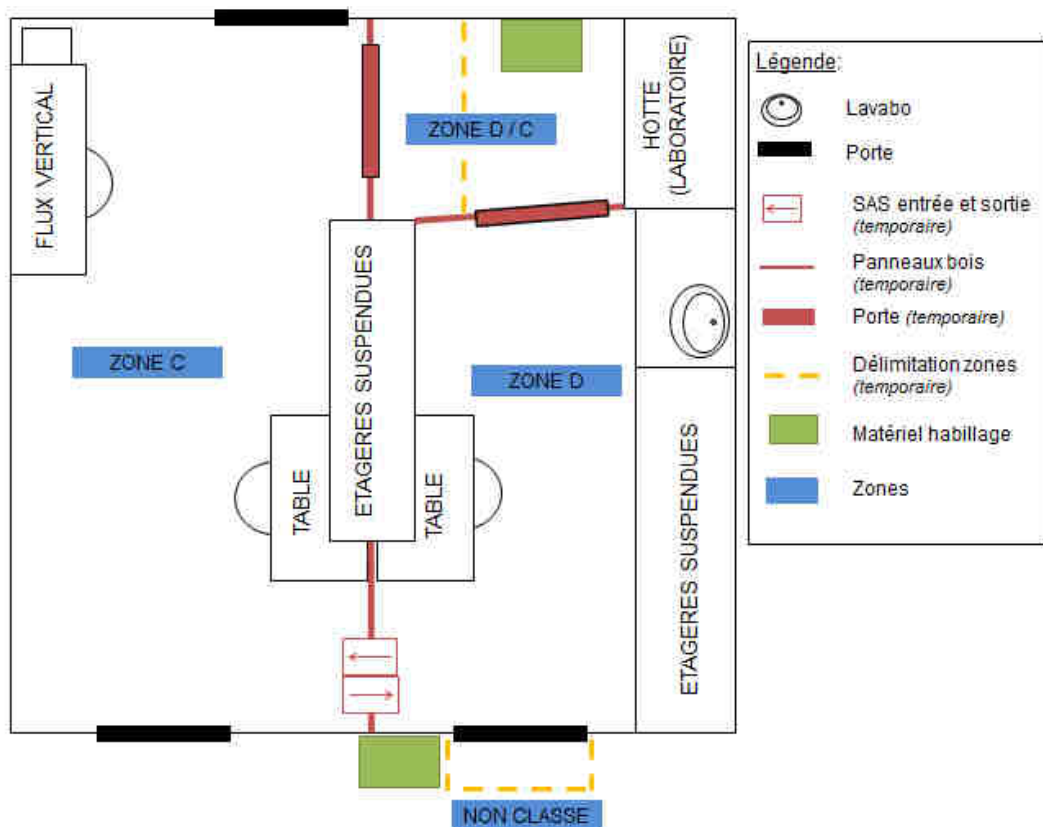 FLUX VERTICAL
ZONE D / C
HOTTE
(LABORATOIRE)
ETAGERES SUSPENDUES
ZONE C
ZONE D
TABLE
TABLE
ETAGERES SUSPENDUES
NON CLASSE
Légende:
Lavabo
Porte
SAS entrée et sortie
(temporaire)
Panneaux bois
(temporaire)
Porte (temporaire)
Délimitation zones
(temporaire)
Matériel habillage
Zones